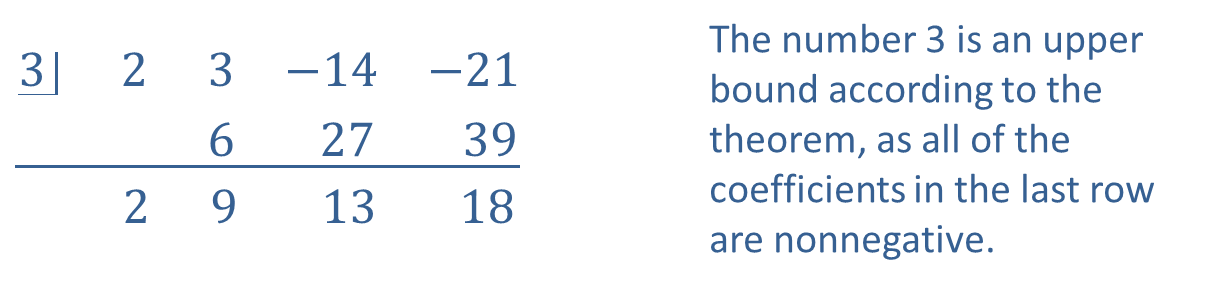 3| 2 3 −14 −21
6 27 39
2 9 13 18
The number 3 is an upper
bound according to the
theorem, as all of the
coefficients in the last row
are nonnegative.